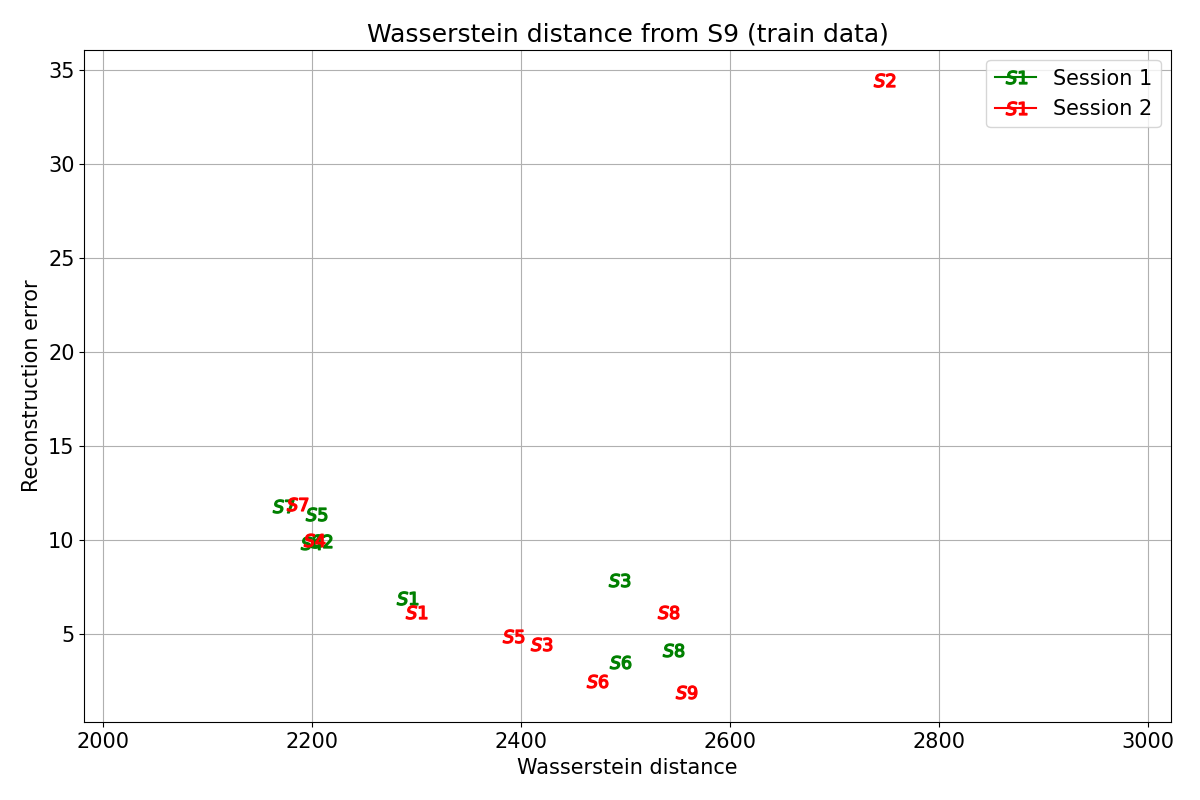 Wasserstein distance from S9 (train data)
35
30
25
20
15
10
5
Reconstruction error
S1 Session 1
S1 Session 2
S2
S7
S7
S5
S4
S1
S1
S3
S8
S5
S3
S8
S6
S6
S9
2000 2200 2400 2600 2800 3000
Wasserstein distance